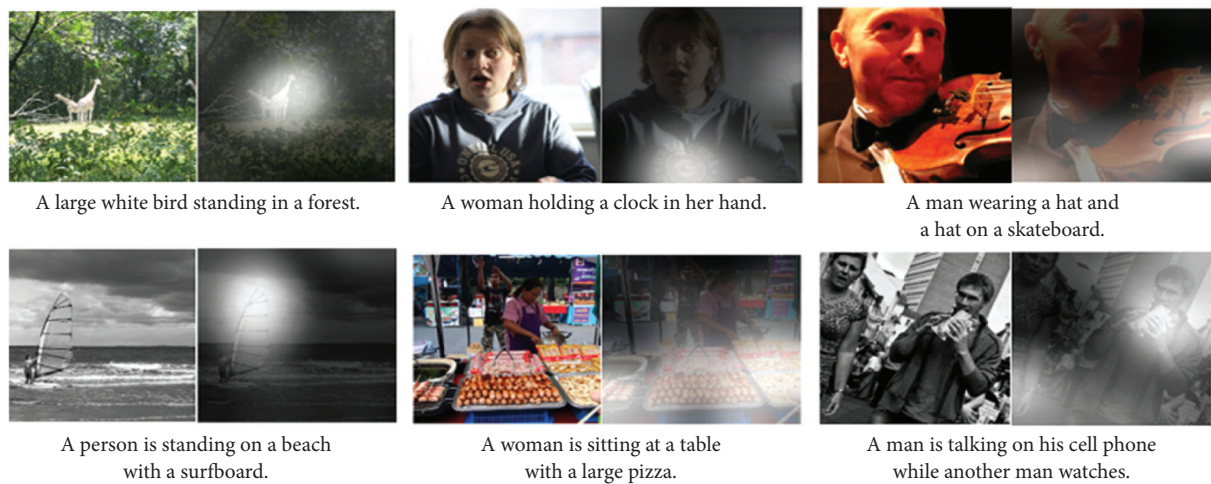 A large white bird standing in a forest.
A woman holding a clock in her hand.
A man wearing a hat and
a hat on a skateboard.
A person is standing on a beach
with a surfboard.
A woman is sitting at a table
with a large pizza.
A man is talking on his cell phone
while another man watches.